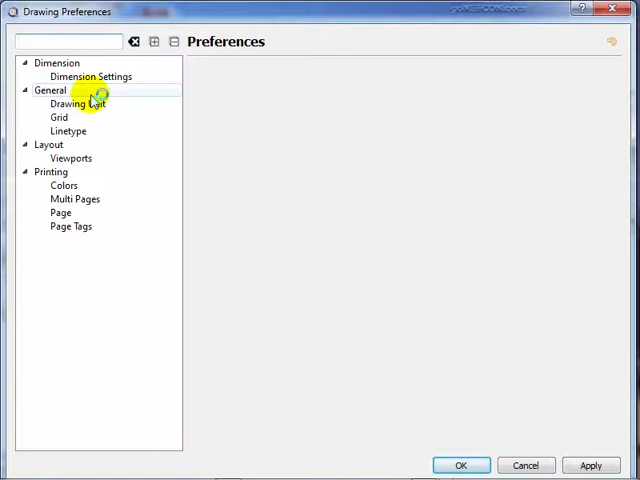 Drawing Preferences
Preferences
Dimension
Dimension Settings
General
Drawing Unit
Grid
Linetype
Layout
Viewports
Printing
Colors
Multi Pages
Page
Page Tags
OK
Cancel
Apply